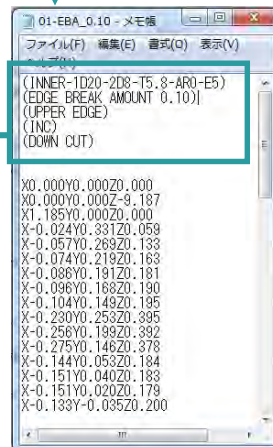 01-EBA_0.10 - メモ帳
ファイル(F) 編集(E) 書式(O) 表示(V)
(INNER-1D20-2D8-T5.8-AR0-E5)
(EDGE BREAK AMOUNT 0.10)
(UPPER EDGE)
(INC)
(DOWN CUT)
X0.000Y0.000Z0.000
X0.000Y0.000Z-9.187
X1.185Y0.000Z0.000
X-0.024Y0.331Z0.059
X-0.057Y0.269Z0.133
X-0.074Y0.219Z0.163
X-0.086Y0.191Z0.181
X-0.096Y0.168Z0.190
X-0.104Y0.149Z0.195
X-0.230Y0.253Z0.395
X-0.256Y0.199Z0.392
X-0.275Y0.146Z0.378
X-0.144Y0.053Z0.184
X-0.151Y0.040Z0.183
X-0.151Y0.020Z0.179
X-0.133Y-0.035Z0.200